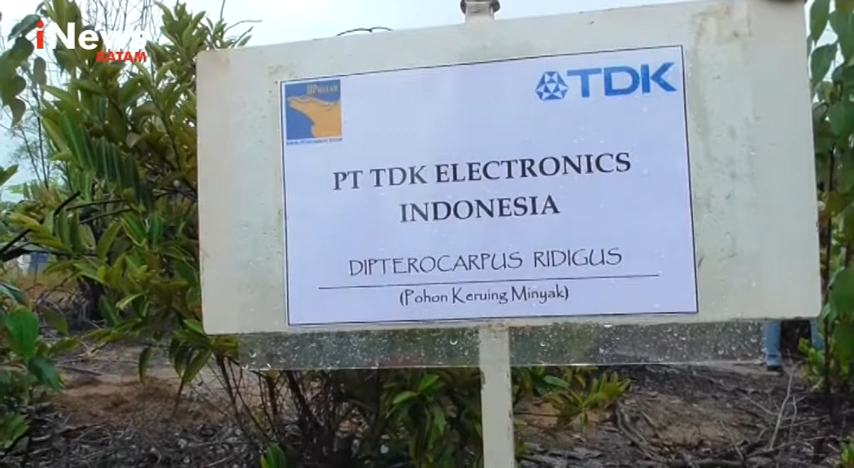 iNews
BATAM
TDK
PT TDK ELECTRONICS
INDONESIA
DIPTEROCARPUS RIDIGUS
(Pohon Keruing Minyak)